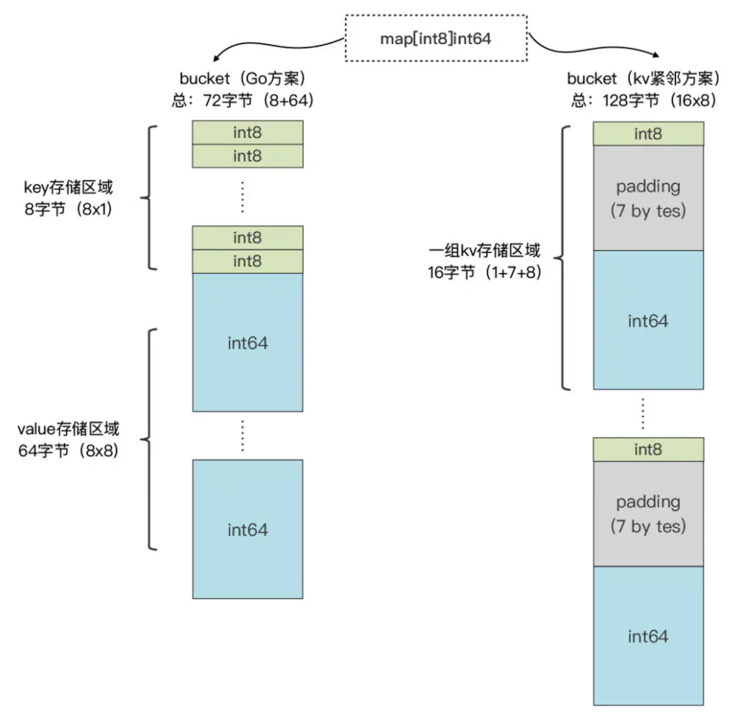 map[int8]int64
bucket（Go方案）
总：72字节（8+64）
int8
int8
key存储区域
8字节（8x1）
int8
int8
int64
value存储区域
64字节（8x8）
int64
bucket（kv紧邻方案）
总：128字节（16x8）
int8
padding
(7 by tes)
一组kv存储区域
16字节（1+7+8）
int64
int8
padding
(7 by tes)
int64